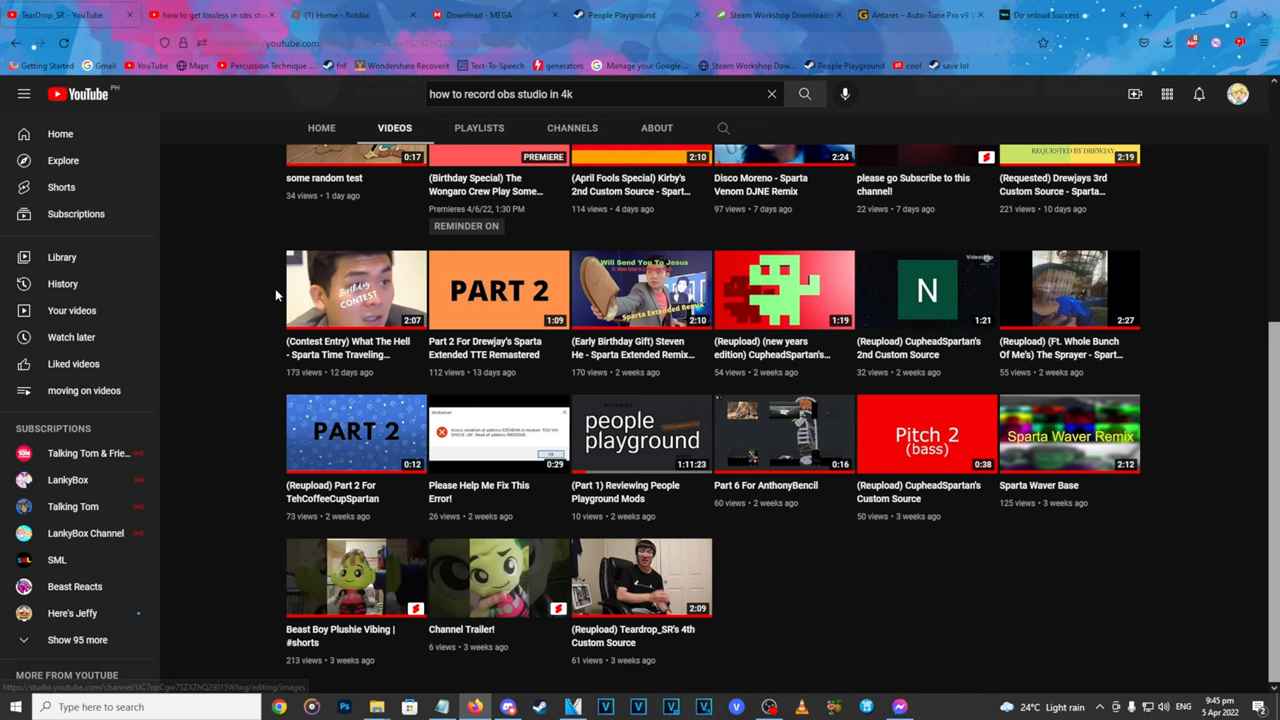 TearDrop_SR - YouTube
how to get lossless in obs stu
(1) Home - Roblox
Download - MEGA
People Playground
Steam Workshop Downloade
Antares – Auto-Tune Pro v9
Download Success
Getting Started
Gmail
YouTube
Maps
Percussion Technique ...
fnf
Wondershare Recoverit
Text-To-Speech
generators
Manage your Google ...
Steam Workshop Dow...
People Playground
cool
save lol
YouTube PH
how to record obs studio in 4k
HOME
VIDEOS
PLAYLISTS
CHANNELS
ABOUT
Home
Explore
Shorts
Subscriptions
Library
History
Your videos
Watch later
Liked videos
moving on videos
SUBSCRIPTIONS
Talking Tom & Frie...
LankyBox
Talking Tom
LankyBox Channel
SML
Beast Reacts
Here's Jeffy
Show 95 more
MORE FROM YOUTUBE
0:17
some random test
34 views • 1 day ago
PREMIERE
(Birthday Special) The
Wongaro Crew Play Some...
Premieres 4/6/22, 1:30 PM
REMINDER ON
2:10
(April Fools Special) Kirby's
2nd Custom Source - Spart...
114 views • 4 days ago
2:24
Disco Moreno - Sparta
Venom DJNE Remix
97 views • 7 days ago
please go Subscribe to this
channel!
22 views • 7 days ago
REQUESTED BY DREWJAY
2:19
(Requested) Drewjays 3rd
Custom Source - Sparta...
221 views • 10 days ago
Birthday
CONTEST
2:07
(Contest Entry) What The Hell
- Sparta Time Traveling...
173 views • 12 days ago
PART 2
1:09
Part 2 For Drewjay's Sparta
Extended TTE Remastered
112 views • 13 days ago
I Will Send You To Jesus
Sparta Extended Remix
2:10
(Early Birthday Gift) Steven
He - Sparta Extended Remix...
170 views • 2 weeks ago
1:19
(Reupload) (new years
edition) CupheadSpartan's...
54 views • 2 weeks ago
N
1:21
(Reupload) CupheadSpartan's
2nd Custom Source
32 views • 2 weeks ago
2:27
(Reupload) (Ft. Whole Bunch
Of Me's) The Sprayer - Spart...
55 views • 2 weeks ago
PART 2
0:12
(Reupload) Part 2 For
TehCoffeeCupSpartan
73 views • 2 weeks ago
0:29
Please Help Me Fix This
Error!
26 views • 2 weeks ago
people
playground
1:11:23
(Part 1) Reviewing People
Playground Mods
10 views • 2 weeks ago
0:16
Part 6 For AnthonyBencil
60 views • 2 weeks ago
Pitch 2
(bass)
0:38
(Reupload) CupheadSpartan's
Custom Source
50 views • 3 weeks ago
Sparta Waver Remix
2:12
Sparta Waver Base
125 views • 3 weeks ago
Beast Boy Plushie Vibing |
#shorts
213 views • 3 weeks ago
Channel Trailer!
6 views • 3 weeks ago
2:09
(Reupload) Teardrop_SR's 4th
Custom Source
61 views • 3 weeks ago
Type here to search
24°C Light rain
ENG
9:45 pm
5 Apr 2022